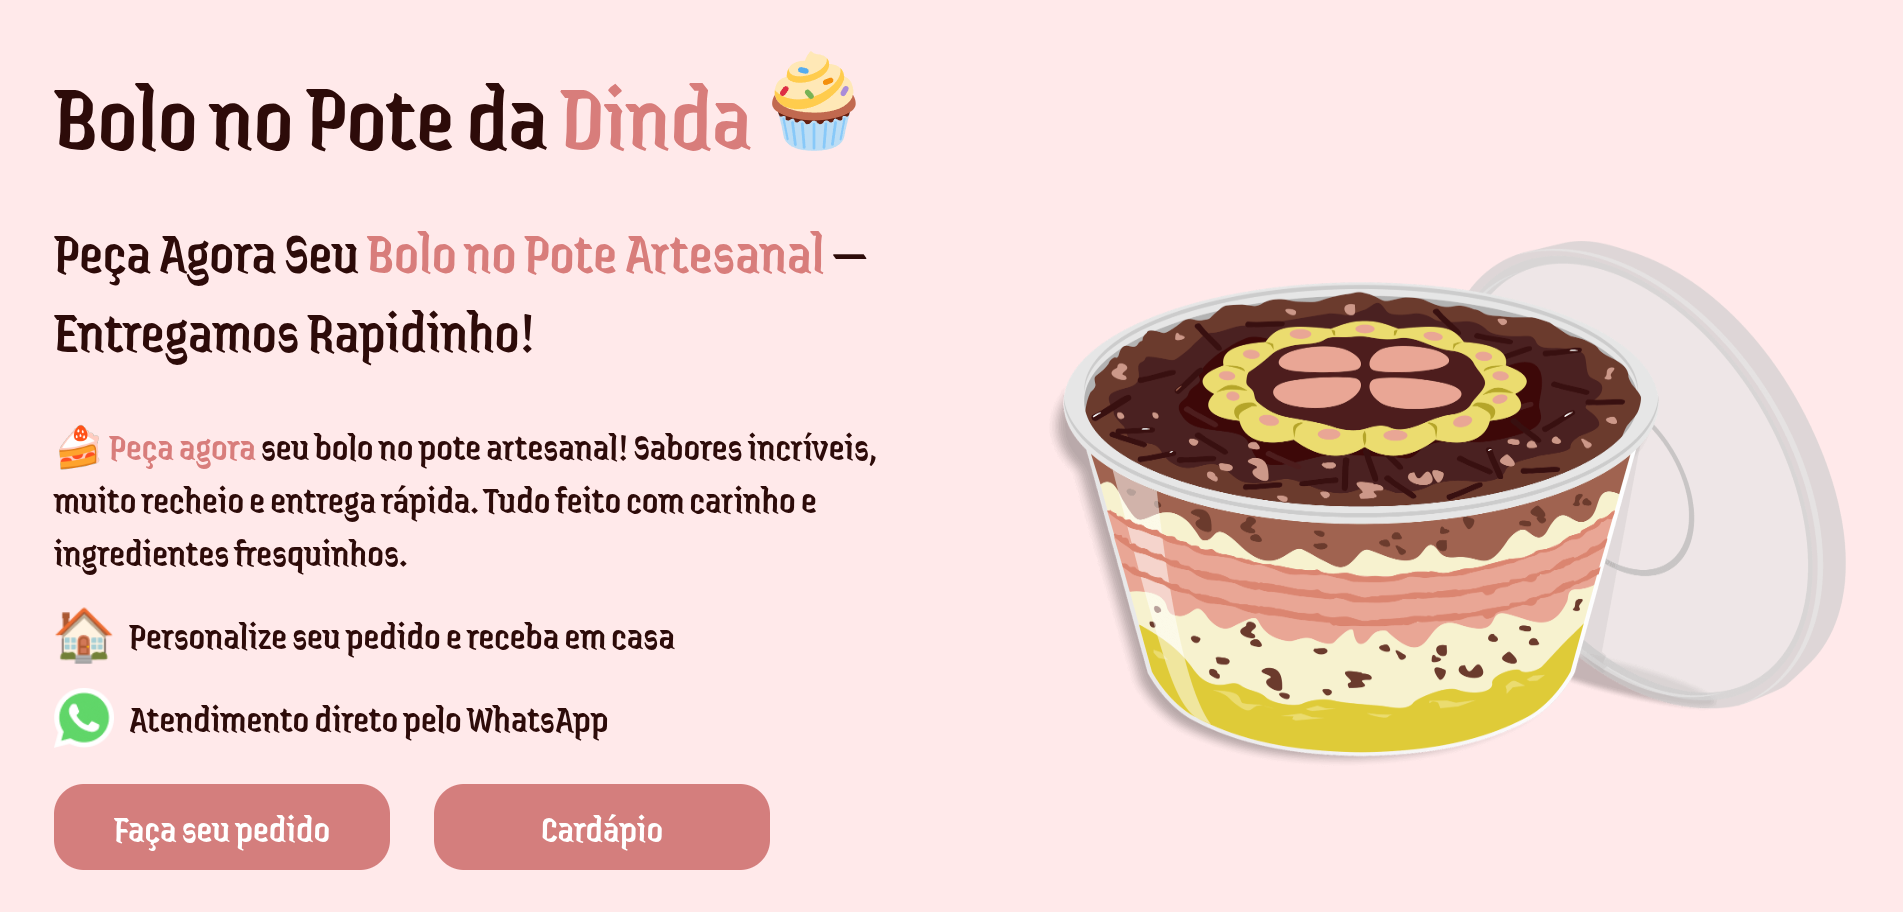 Bolo no Pote da Dinda 🧁
Peça Agora Seu Bolo no Pote Artesanal —
Entregamos Rapidinho!
🍰 Peça agora seu bolo no pote artesanal! Sabores incríveis,
muito recheio e entrega rápida. Tudo feito com carinho e
ingredientes fresquinhos.
Personalize seu pedido e receba em casa
Atendimento direto pelo WhatsApp
Faça seu pedido
Cardápio